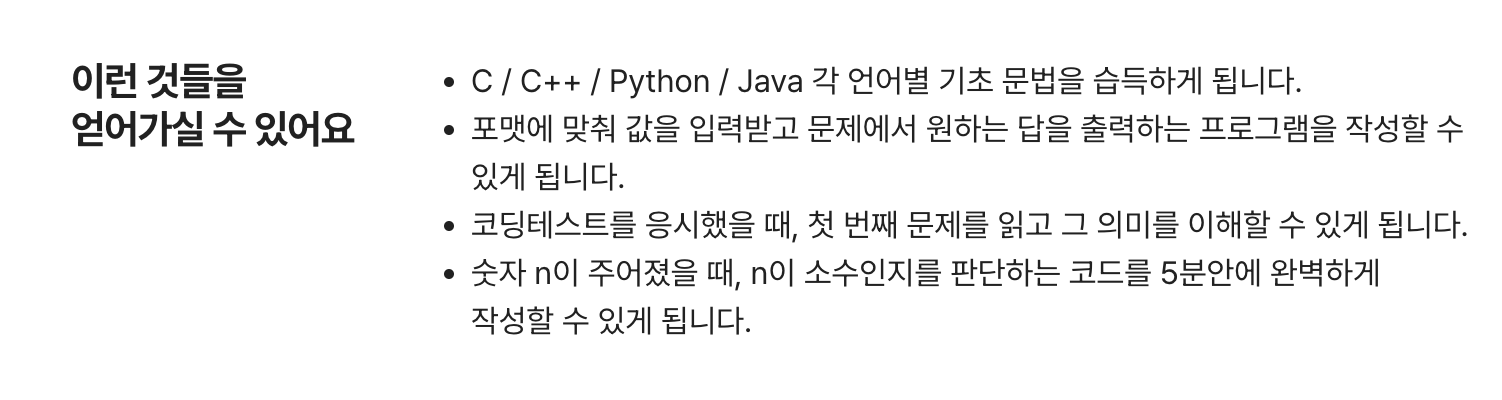 이런 것들을
얻어가실 수 있어요
• C / C++ / Python / Java 각 언어별 기초 문법을 습득하게 됩니다.
• 포맷에 맞춰 값을 입력받고 문제에서 원하는 답을 출력하는 프로그램을 작성할 수
있게 됩니다.
• 코딩테스트를 응시했을 때, 첫 번째 문제를 읽고 그 의미를 이해할 수 있게 됩니다.
• 숫자 n이 주어졌을 때, n이 소수인지를 판단하는 코드를 5분안에 완벽하게
작성할 수 있게 됩니다.